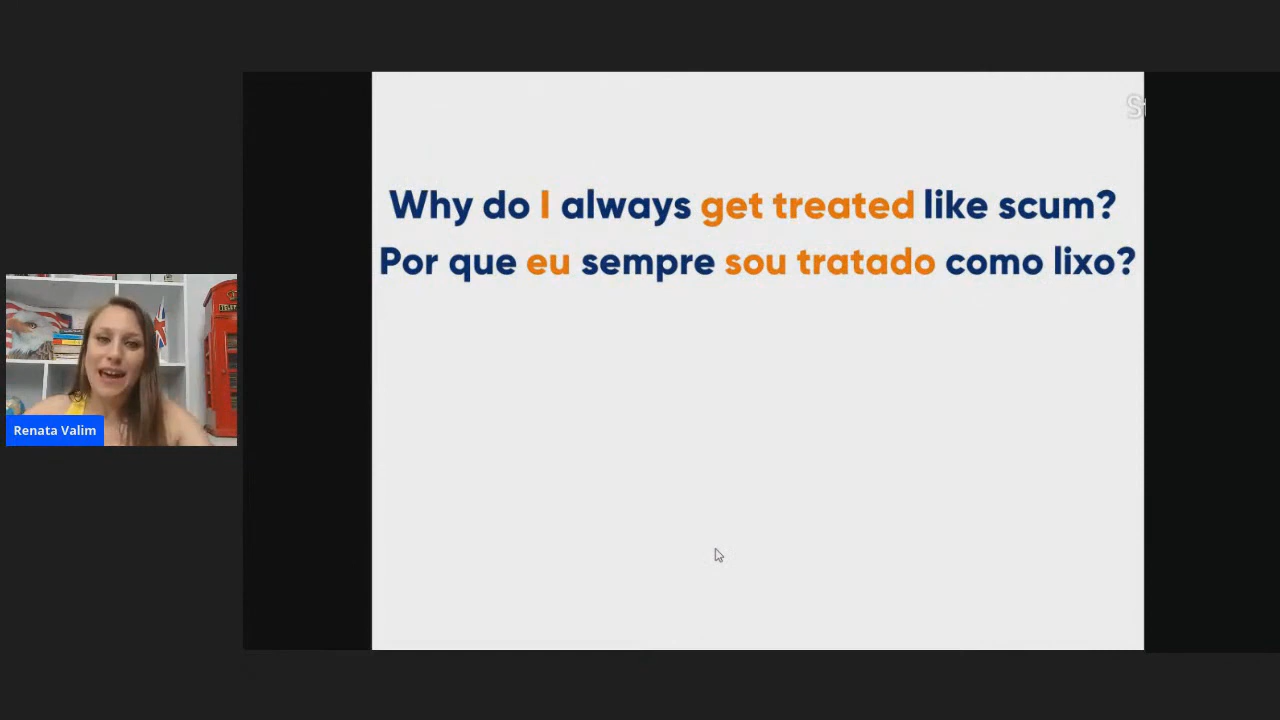 Why do I always get treated like scum?
Por que eu sempre sou tratado como lixo?
Renata Valim